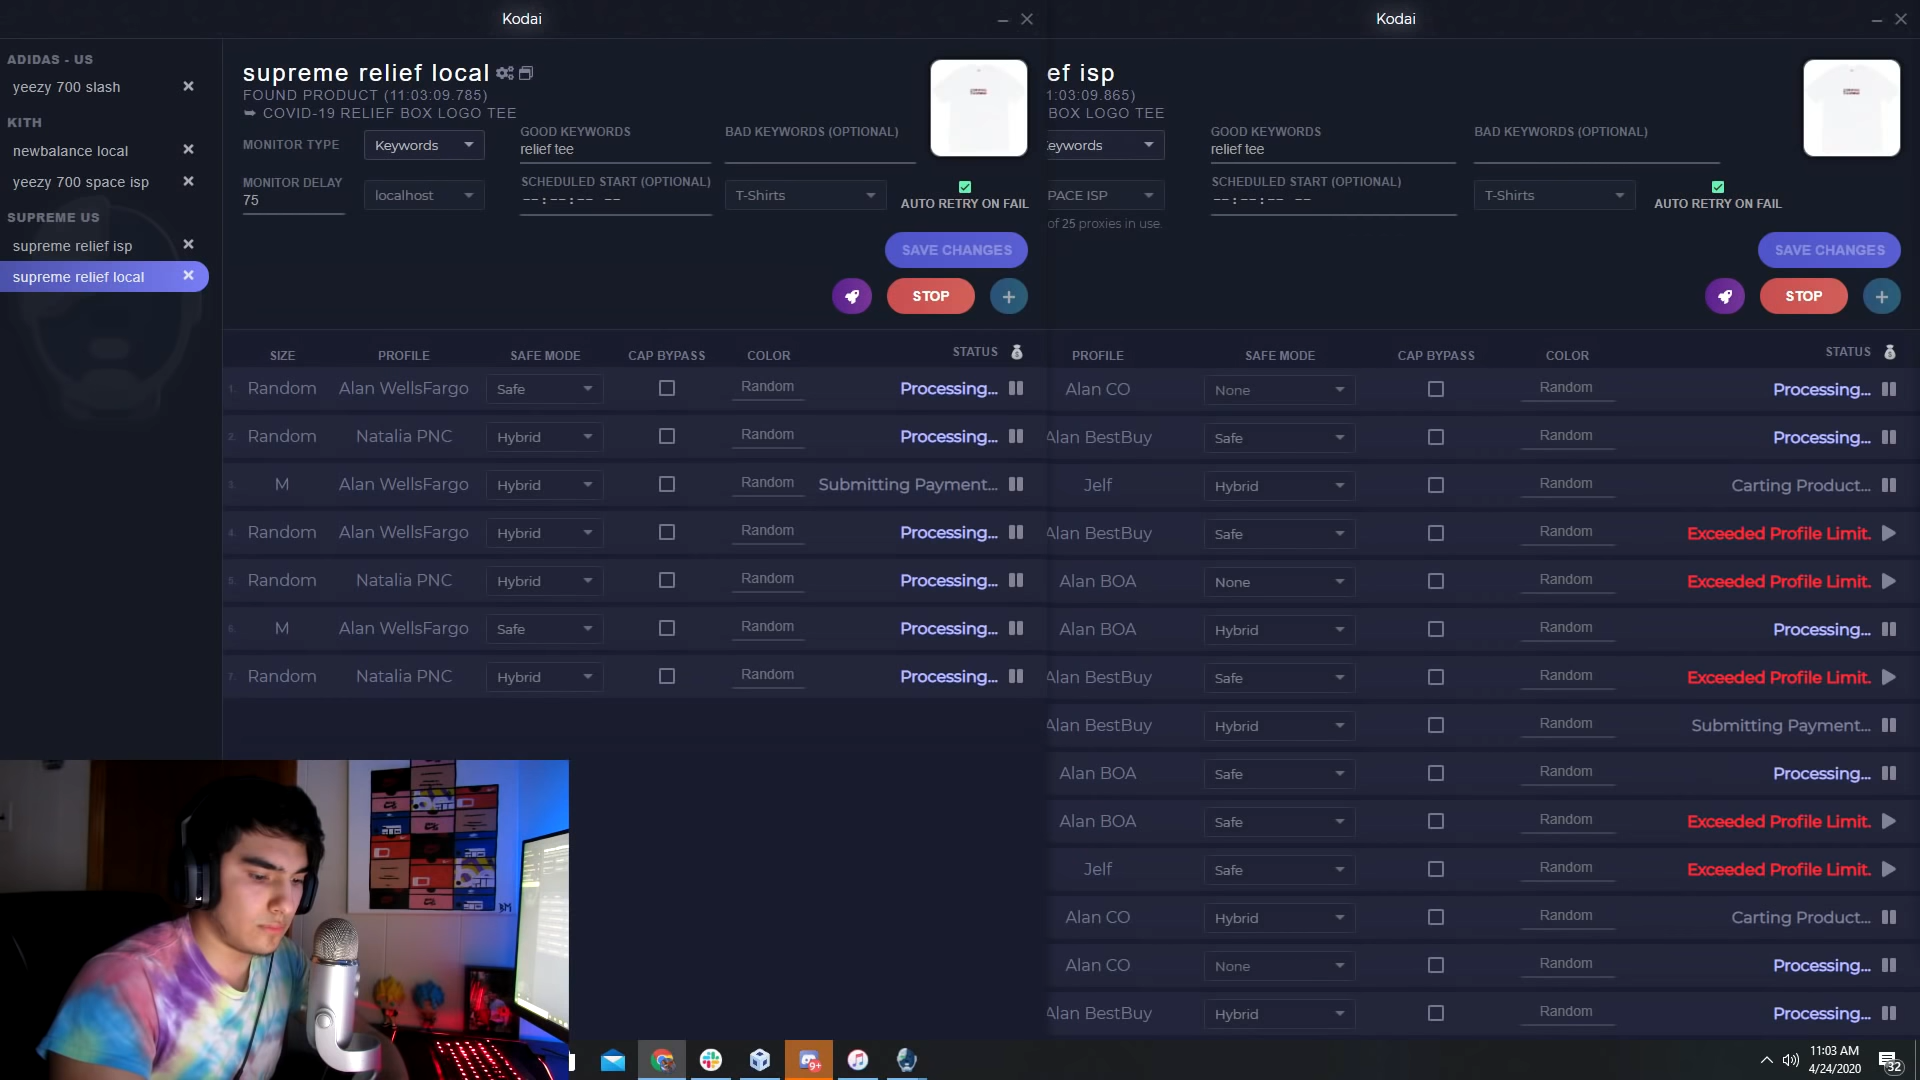 Kodai
ADIDAS - US
yeezy 700 slash
KITH
newbalance local
yeezy 700 space isp
SUPREME US
supreme relief isp
supreme relief local
supreme relief local
FOUND PRODUCT (11:03:09.785)
COVID-19 RELIEF BOX LOGO TEE
MONITOR TYPE Keywords
GOOD KEYWORDS
relief tee
BAD KEYWORDS (OPTIONAL)
MONITOR DELAY
75
localhost
SCHEDULED START (OPTIONAL)
--:--:-- --
T-Shirts
AUTO RETRY ON FAIL
SAVE CHANGES
STOP
SIZE PROFILE SAFE MODE CAP BYPASS COLOR STATUS
1. Random Alan WellsFargo Safe Random Processing...
2. Random Natalia PNC Hybrid Random Processing...
3. M Alan WellsFargo Hybrid Random Submitting Payment...
4. Random Alan WellsFargo Hybrid Random Processing...
5. Random Natalia PNC Hybrid Random Processing...
6. M Alan WellsFargo Safe Random Processing...
7. Random Natalia PNC Hybrid Random Processing...
Kodai
ef isp
1:03:09.865)
BOX LOGO TEE
eywords
GOOD KEYWORDS
relief tee
BAD KEYWORDS (OPTIONAL)
PACE ISP
of 25 proxies in use.
SCHEDULED START (OPTIONAL)
--:--:-- --
T-Shirts
AUTO RETRY ON FAIL
SAVE CHANGES
STOP
PROFILE SAFE MODE CAP BYPASS COLOR STATUS
Alan CO None Random Processing...
Alan BestBuy Safe Random Processing...
Jelf Hybrid Random Carting Product...
Alan BestBuy Safe Random Exceeded Profile Limit.
Alan BOA None Random Exceeded Profile Limit.
Alan BOA Hybrid Random Processing...
Alan BestBuy Safe Random Exceeded Profile Limit.
Alan BestBuy Hybrid Random Submitting Payment...
Alan BOA Safe Random Processing...
Alan BOA Safe Random Exceeded Profile Limit.
Jelf Safe Random Exceeded Profile Limit.
Alan CO Hybrid Random Carting Product...
Alan CO None Random Processing...
Alan BestBuy Hybrid Random Processing...
BM
9+
11:03 AM
4/24/2020
32